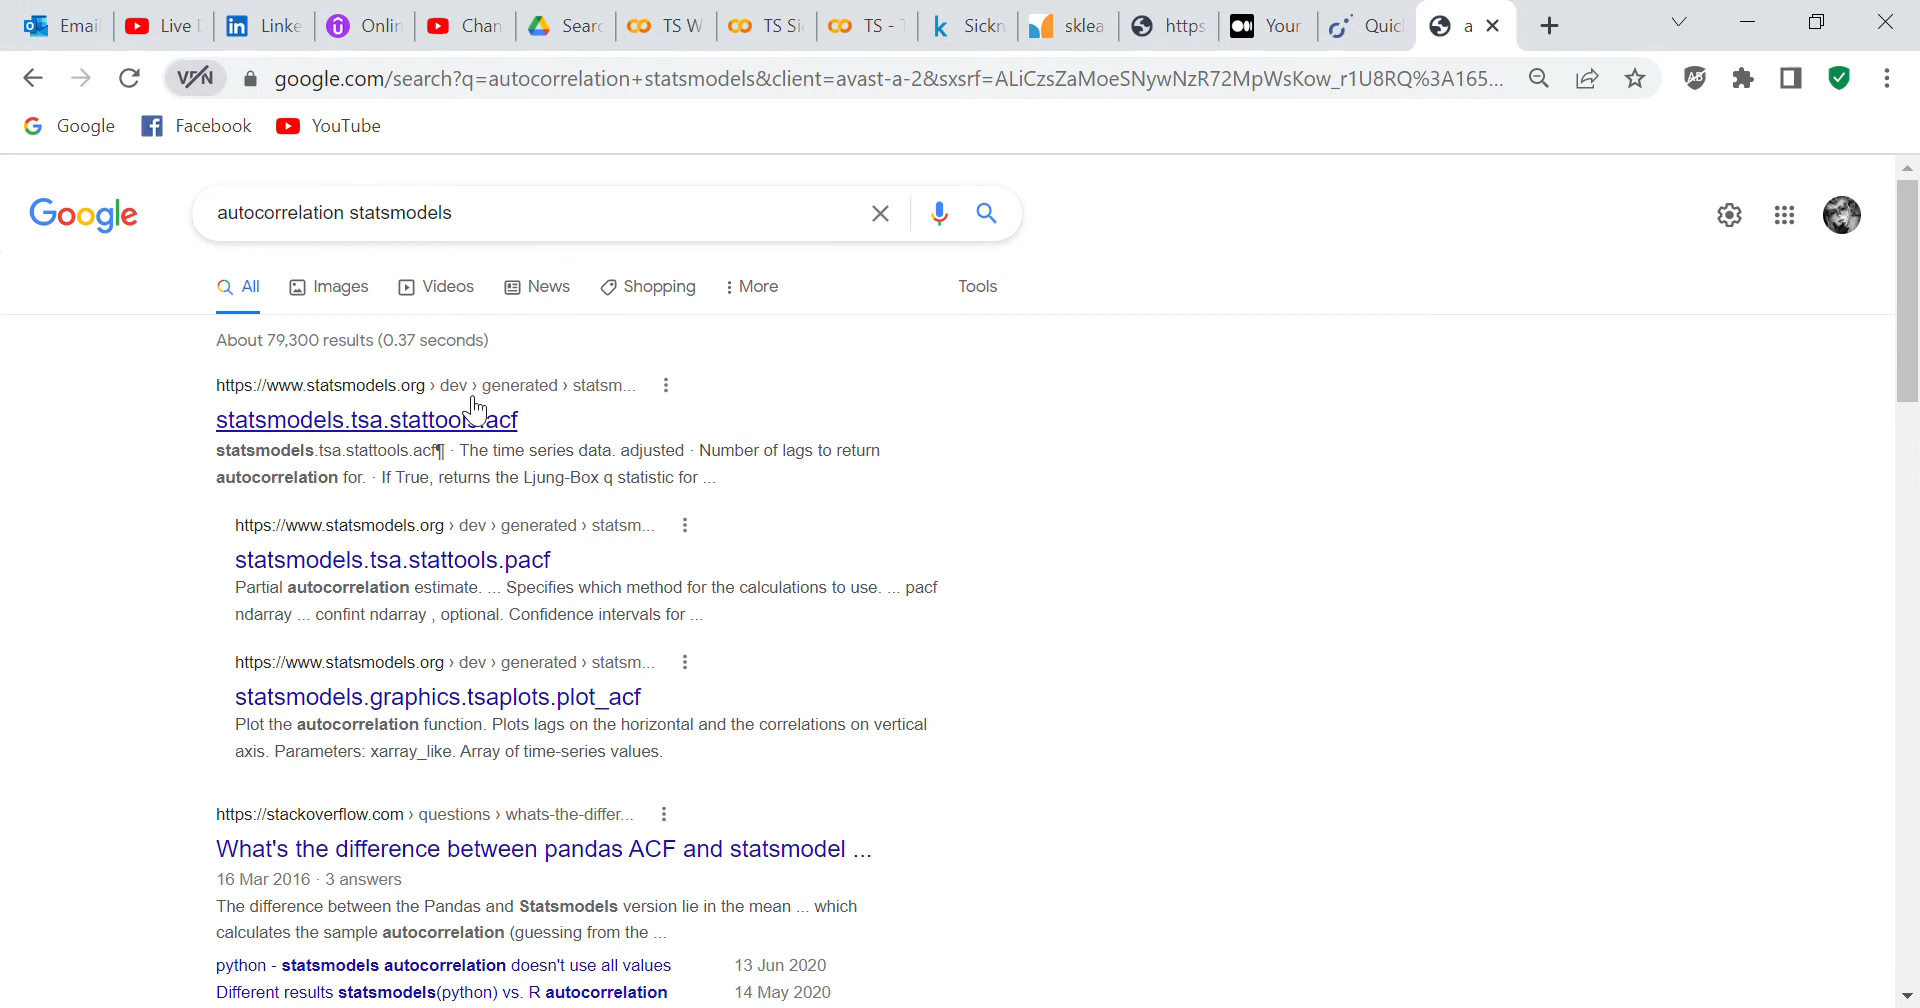 Email
Live
Linke
Onlin
Chan
Searc
TS W
TS Si
TS -
Sickn
sklea
https
Your
Quic
a
VPN
google.com/search?q=autocorrelation+statsmodels&client=avast-a-2&sxsrf=ALiCzsZaMoeSNywNzR72MpWsKow_r1U8RQ%3A165...
Google
Facebook
YouTube
Google
autocorrelation statsmodels
All
Images
Videos
News
Shopping
More
Tools
About 79,300 results (0.37 seconds)
https://www.statsmodels.org › dev › generated › statsm...
statsmodels.tsa.stattools.acf
statsmodels.tsa.stattools.acf¶ · The time series data. adjusted · Number of lags to return
autocorrelation for. · If True, returns the Ljung-Box q statistic for ...
https://www.statsmodels.org › dev › generated › statsm...
statsmodels.tsa.stattools.pacf
Partial autocorrelation estimate. ... Specifies which method for the calculations to use. ... pacf
ndarray ... confint ndarray , optional. Confidence intervals for ...
https://www.statsmodels.org › dev › generated › statsm...
statsmodels.graphics.tsaplots.plot_acf
Plot the autocorrelation function. Plots lags on the horizontal and the correlations on vertical
axis. Parameters: xarray_like. Array of time-series values.
https://stackoverflow.com › questions › whats-the-differ...
What's the difference between pandas ACF and statsmodel ...
16 Mar 2016 · 3 answers
The difference between the Pandas and Statsmodels version lie in the mean ... which
calculates the sample autocorrelation (guessing from the ...
python - statsmodels autocorrelation doesn't use all values 13 Jun 2020
Different results statsmodels(python) vs. R autocorrelation 14 May 2020